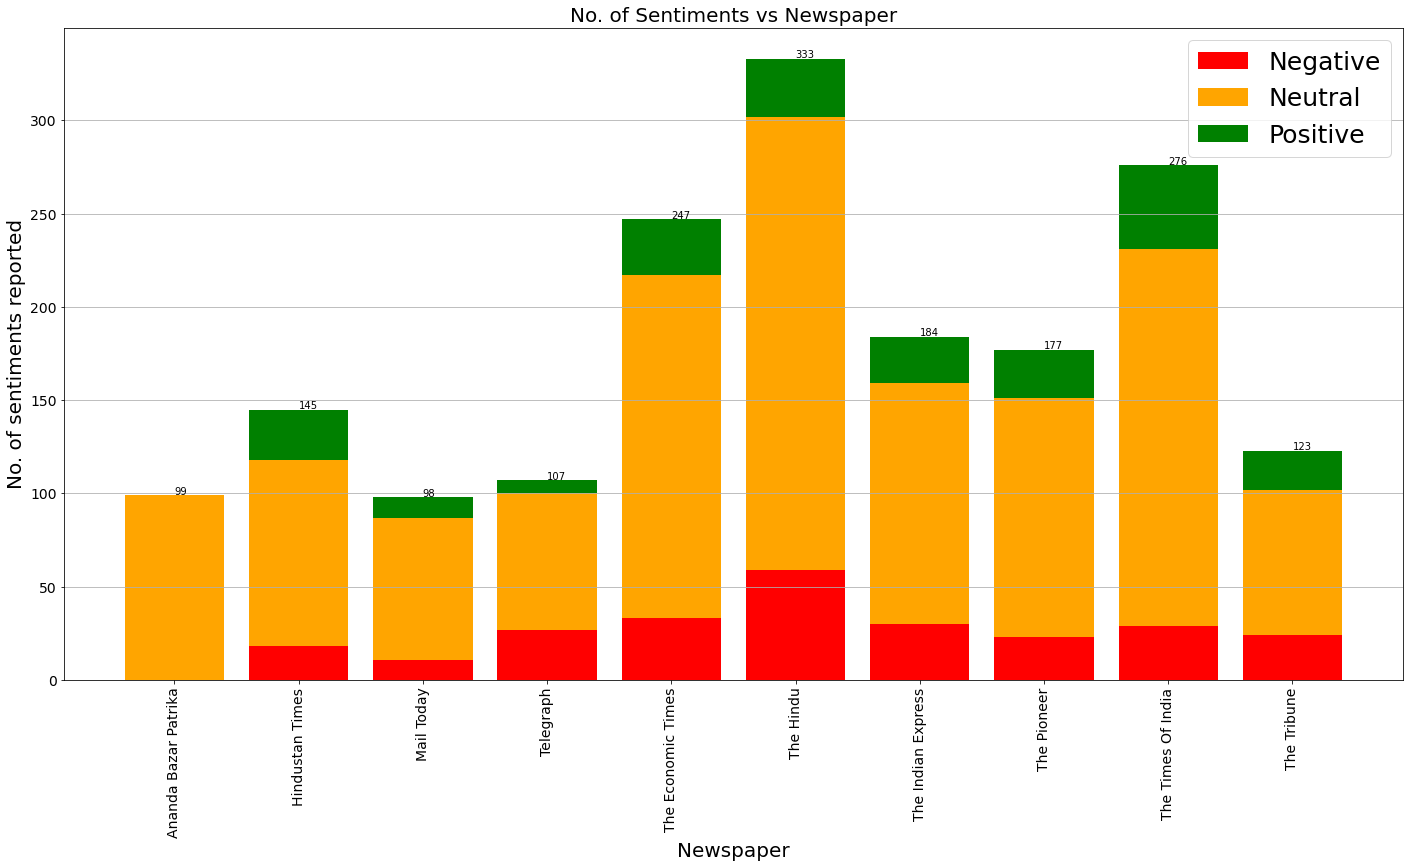 No. of Sentiments vs Newspaper
Negative
Neutral
Positive
No. of sentiments reported
300
250
200
150
100
50
0
99
145
98
107
247
333
184
177
276
123
Ananda Bazar Patrika
Hindustan Times
Mail Today
Telegraph
The Economic Times
The Hindu
The Indian Express
The Pioneer
The Times Of India
The Tribune
Newspaper